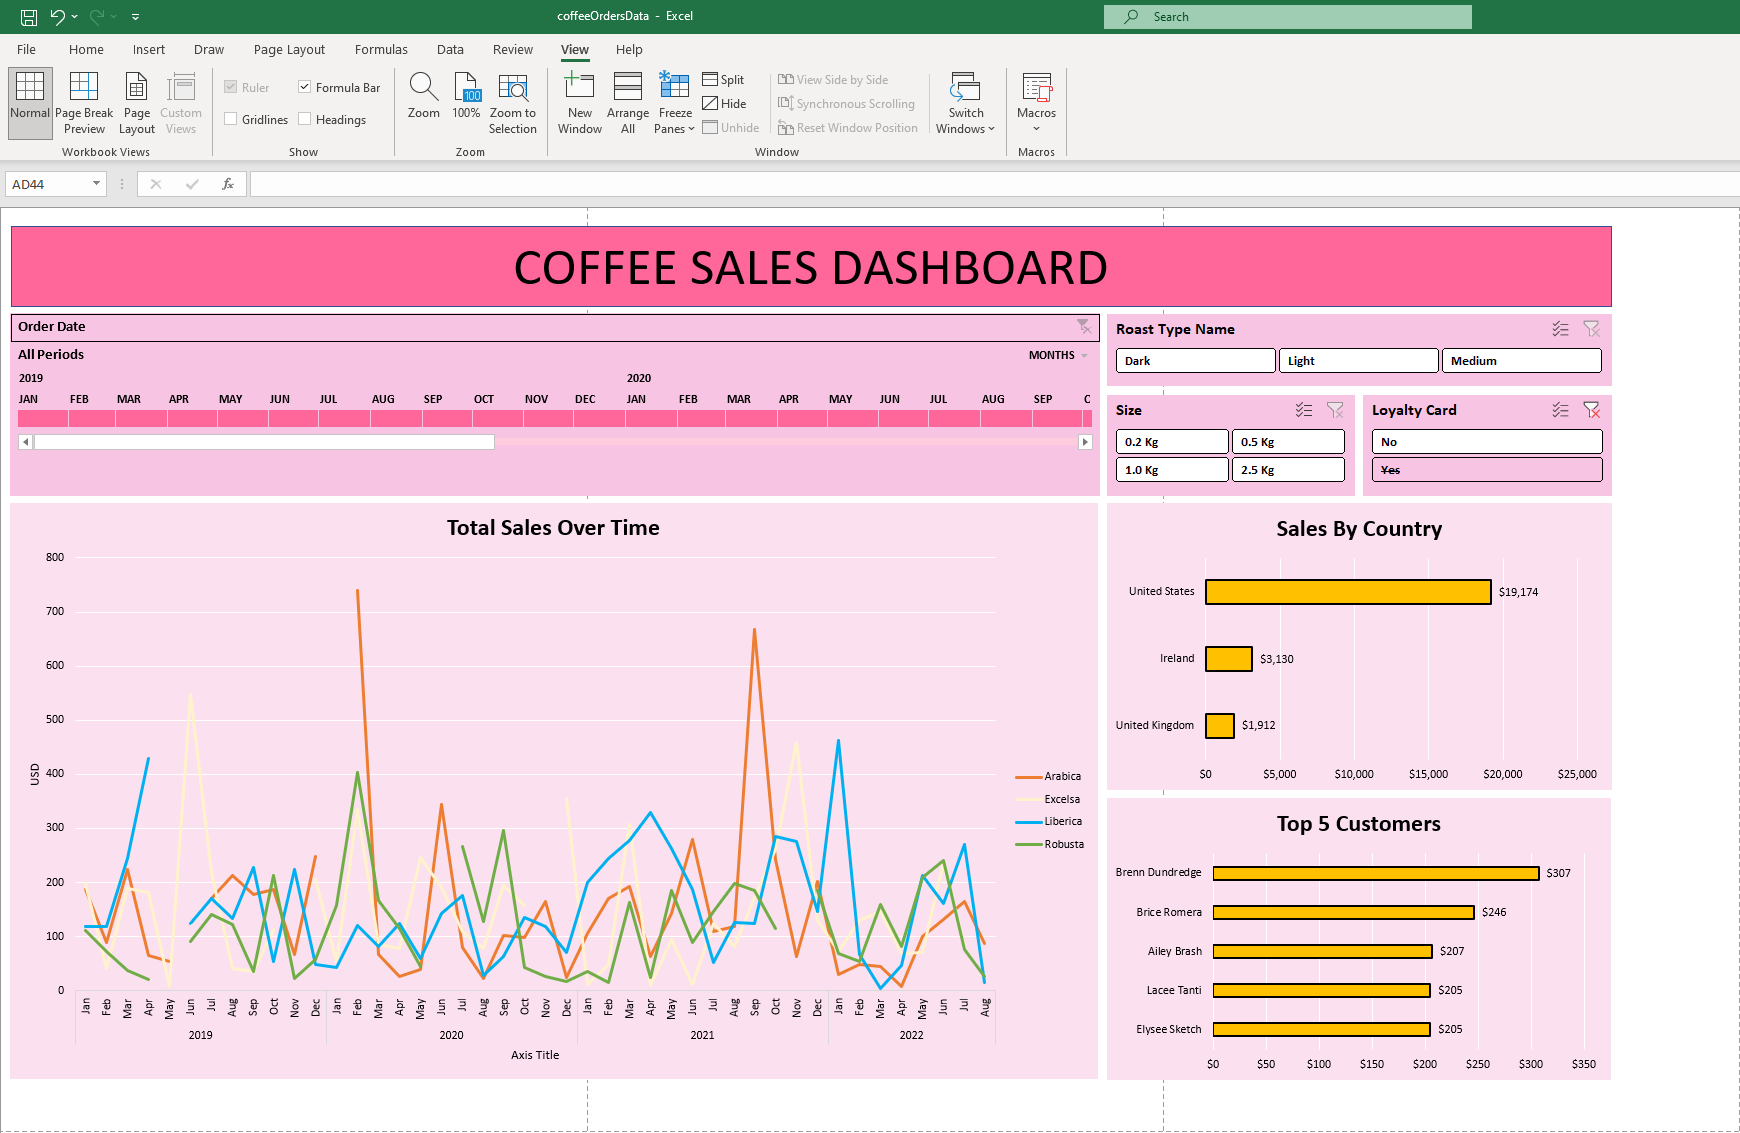 coffeeOrdersData - Excel
Search
File Home Insert Draw Page Layout Formulas Data Review View Help
Normal
Page Break Preview
Page Layout
Custom Views
Workbook Views
Ruler
Formula Bar
Gridlines
Headings
Show
Zoom
100
100%
Zoom to Selection
Zoom
New Window
Arrange All
Freeze Panes
Split
Hide
Unhide
View Side by Side
Synchronous Scrolling
Reset Window Position
Window
Switch Windows
Macros
Macros
AD44
fx
COFFEE SALES DASHBOARD
Order Date
All Periods
MONTHS
2019 2020
JAN FEB MAR APR MAY JUN JUL AUG SEP OCT NOV DEC JAN FEB MAR APR MAY JUN JUL AUG SEP
Roast Type Name
Dark Light Medium
Size
0.2 Kg 0.5 Kg
1.0 Kg 2.5 Kg
Loyalty Card
No
Yes
Total Sales Over Time
800
700
600
500
400
300
200
100
0
USD
Arabica
Excelsa
Liberica
Robusta
Jan Feb Mar Apr May Jun Jul Aug Sep Oct Nov Dec Jan Feb Mar Apr May Jun Jul Aug Sep Oct Nov Dec Jan Feb Mar Apr May Jun Jul Aug Sep Oct Nov Dec Jan Feb Mar Apr May Jun Jul Aug
2019 2020 2021 2022
Axis Title
Sales By Country
United States $19,174
Ireland $3,130
United Kingdom $1,912
$0 $5,000 $10,000 $15,000 $20,000 $25,000
Top 5 Customers
Brenn Dundredge $307
Brice Romera $246
Ailey Brash $207
Lacee Tanti $205
Elysee Sketch $205
$0 $50 $100 $150 $200 $250 $300 $350